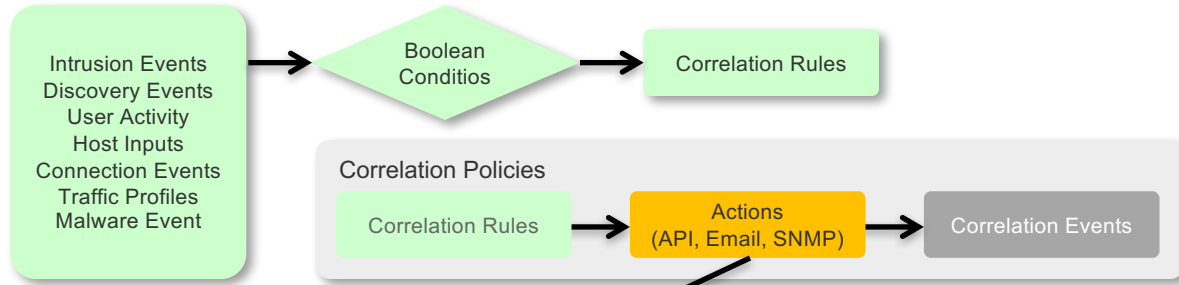 Intrusion Events
Discovery Events
User Activity
Host Inputs
Connection Events
Traffic Profiles
Malware Event
Boolean
Conditios
Correlation Rules
Correlation Policies
Correlation Rules
Actions
(API, Email, SNMP)
Correlation Events